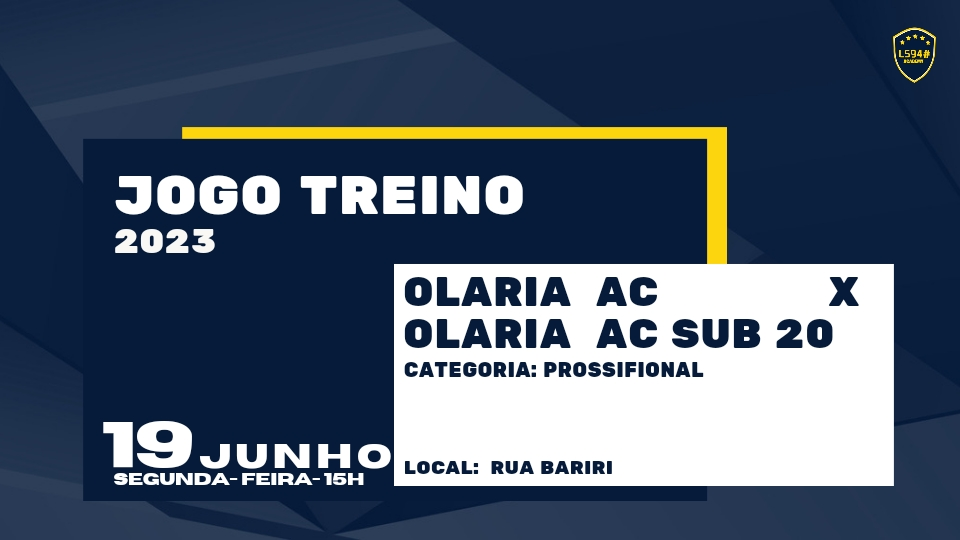 LS94#
ACADEMY
JOGO TREINO
2023
OLARIA AC X
OLARIA AC SUB 20
CATEGORIA: PROSSIFIONAL
19 JUNHO
SEGUNDA-FEIRA-15H
LOCAL: RUA BARIRI